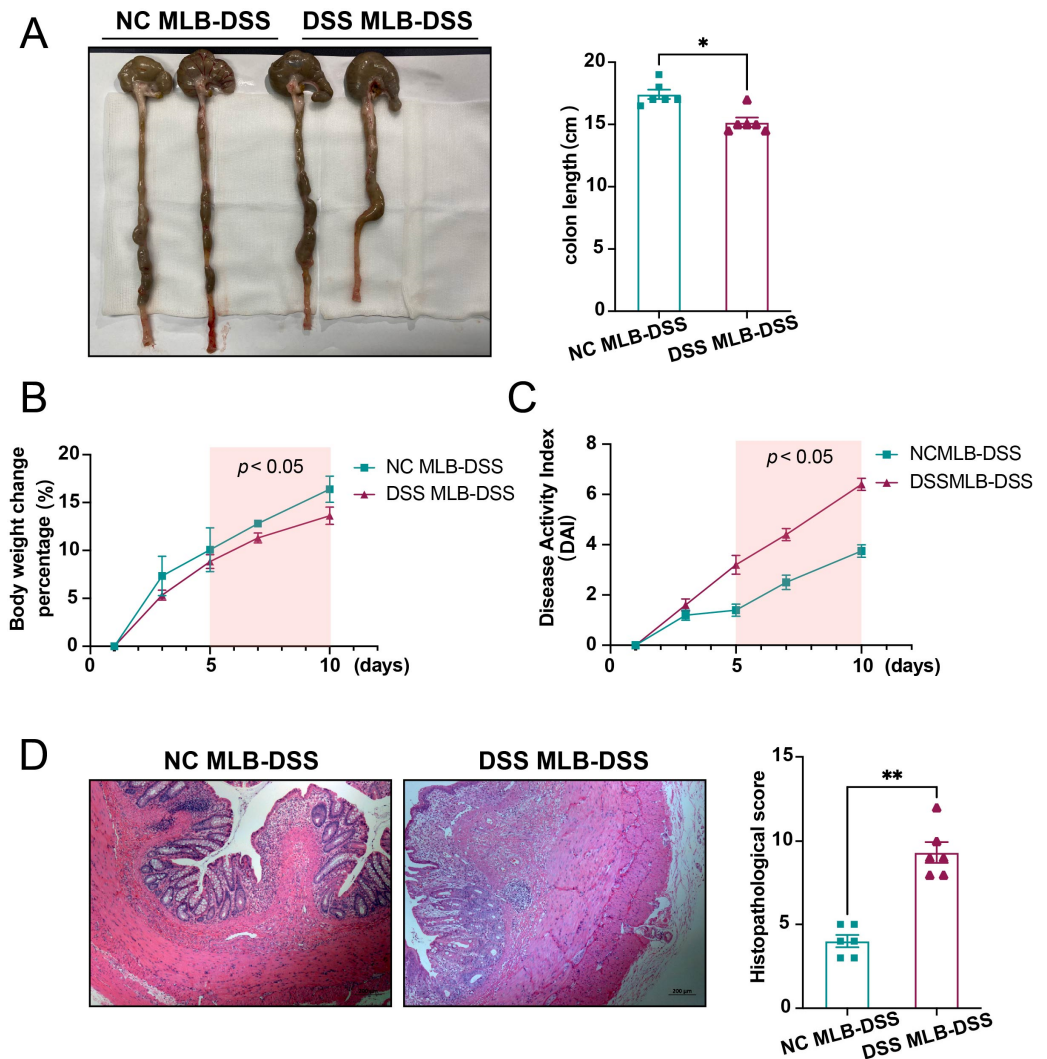 A
NC MLB-DSS
DSS MLB-DSS
*
20
15
10
5
0
colon length (cm)
NC MLB-DSS
DSS MLB-DSS
B
20
15
10
5
0
Body weight change
percentage (%)
p < 0.05
NC MLB-DSS
DSS MLB-DSS
0
5
10
(days)
C
8
6
4
2
0
Disease Activity Index
(DAI)
p < 0.05
NCMLB-DSS
DSSMLB-DSS
0
5
10
(days)
D
NC MLB-DSS
DSS MLB-DSS
200 µm
**
15
10
5
0
Histopathological score
NC MLB-DSS
DSS MLB-DSS